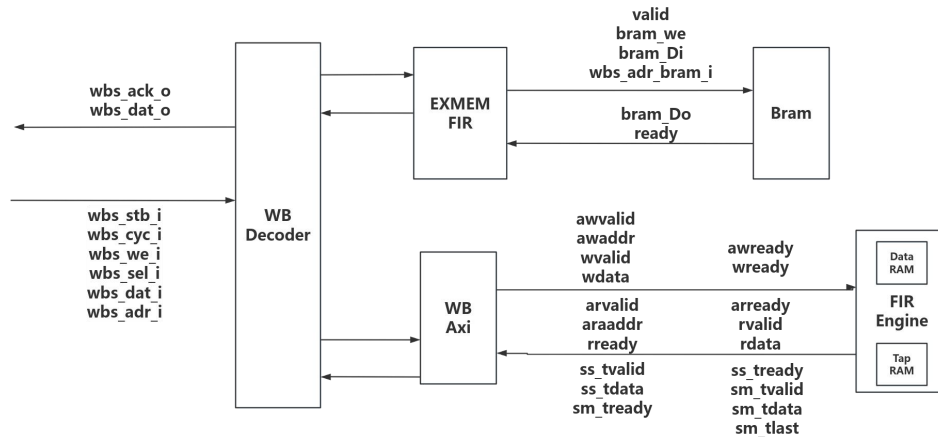 wbs_ack_o
wbs_dat_o
wbs_stb_i
wbs_cyc_i
wbs_we_i
wbs_sel_i
wbs_dat_i
wbs_adr_i
WB
Decoder
EXMEM
FIR
valid
bram_we
bram_Di
wbs_adr_bram_i
bram_Do
ready
Bram
WB
Axi
awvalid
awaddr
wvalid
wdata
awready
wready
arvalid
araaddr
rready
arready
rvalid
rdata
ss_tvalid
ss_tdata
sm_tready
ss_tready
sm_tvalid
sm_tdata
sm_tlast
Data
RAM
FIR
Engine
Tap
RAM